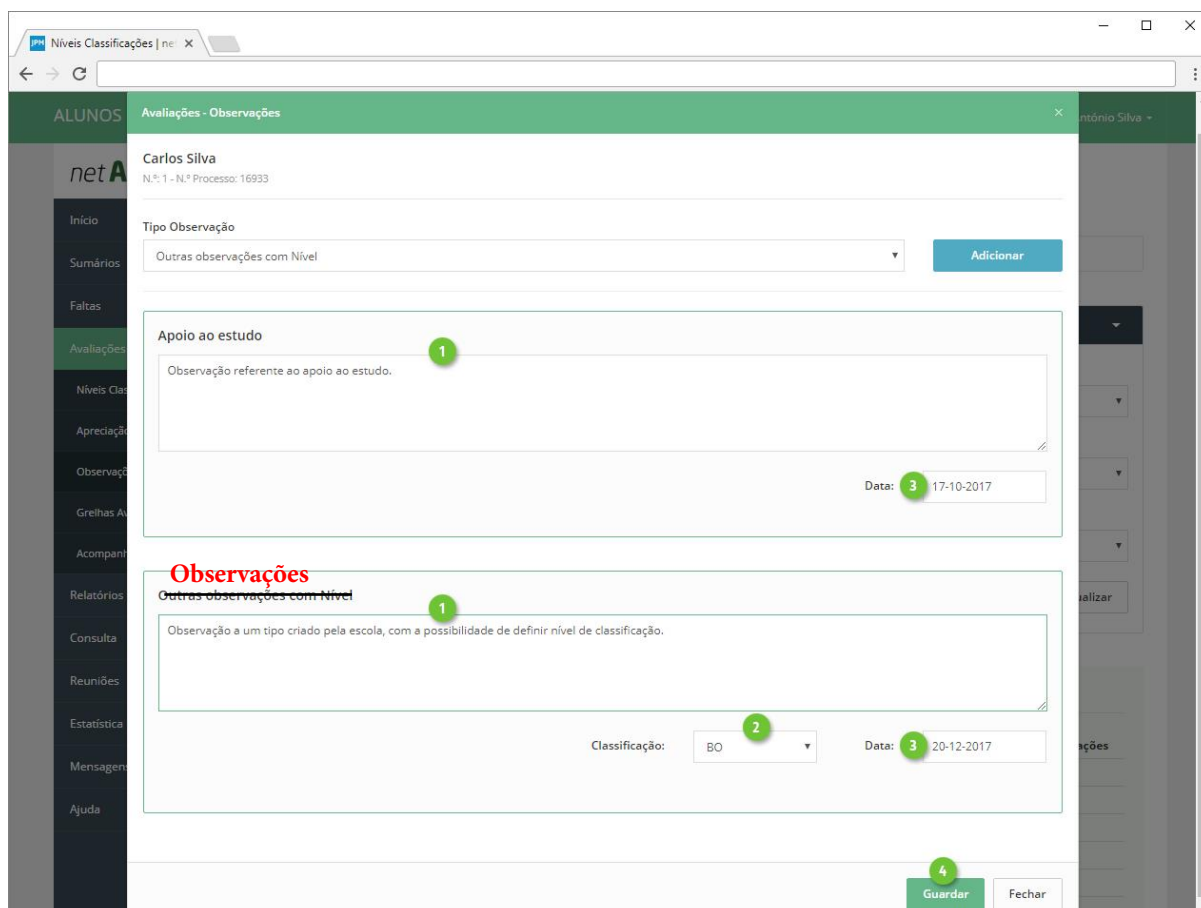 JPM Níveis Classificações | ne
ALUNOS
António Silva
net A
Início
Sumários
Faltas
Avaliações
Níveis Clas
Apreciaçã
Observaçõ
Grelhas Av
Acompanh
Relatórios
Consulta
Reuniões
Estatística
Mensagens
Ajuda
Avaliações - Observações
Carlos Silva
N.º: 1 - N.º Processo: 16933
Tipo Observação
Outras observações com Nível
Adicionar
Apoio ao estudo
1
Observação referente ao apoio ao estudo.
Data: 3 17-10-2017
Observações
Outras observações com Nível
1
Observação a um tipo criado pela escola, com a possibilidade de definir nível de classificação.
2
Classificação: BO Data: 3 20-12-2017
4
Guardar Fechar
ualizar
ações